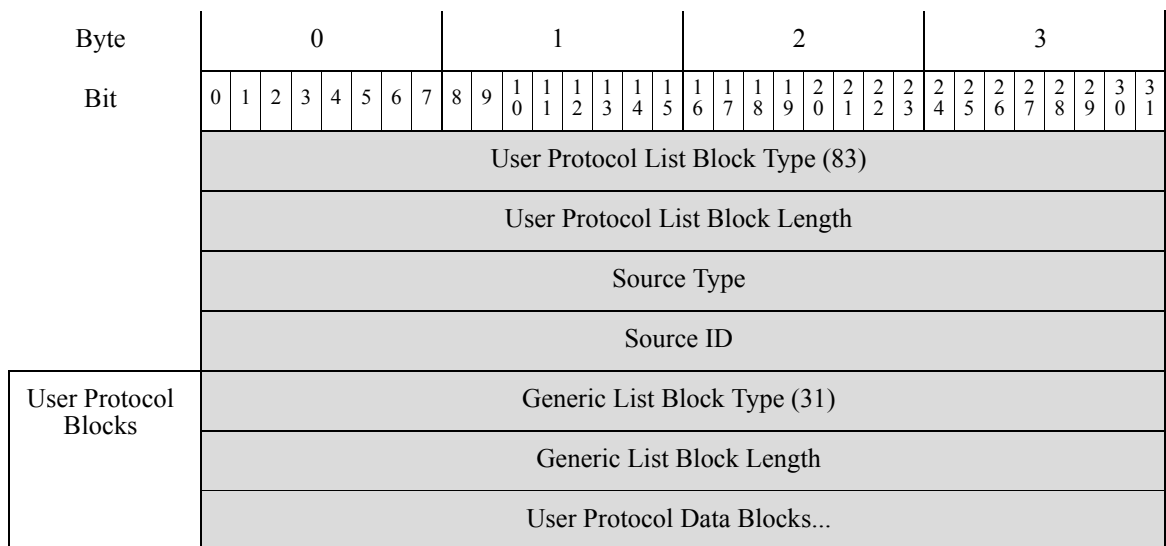 Byte 0 1 2 3
Bit 0 1 2 3 4 5 6 7 8 9 10 11 12 13 14 15 16 17 18 19 20 21 22 23 24 25 26 27 28 29 30 31
User Protocol List Block Type (83)
User Protocol List Block Length
Source Type
Source ID
User Protocol
Blocks
Generic List Block Type (31)
Generic List Block Length
User Protocol Data Blocks...